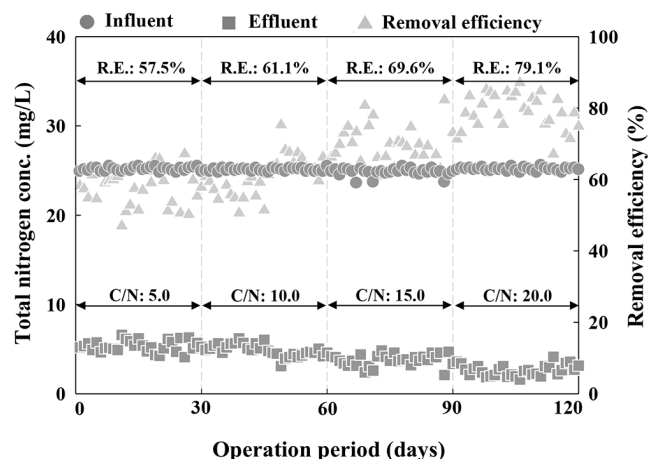 Influent Effluent Removal efficiency
40 100
R.E.: 57.5% R.E.: 61.1% R.E.: 69.6% R.E.: 79.1%
80
30
60
20
40
C/N: 5.0 C/N: 10.0 C/N: 15.0 C/N: 20.0
10 20
0 0
0 30 60 90 120
Total nitrogen conc. (mg/L)
Removal efficiency (%)
Operation period (days)